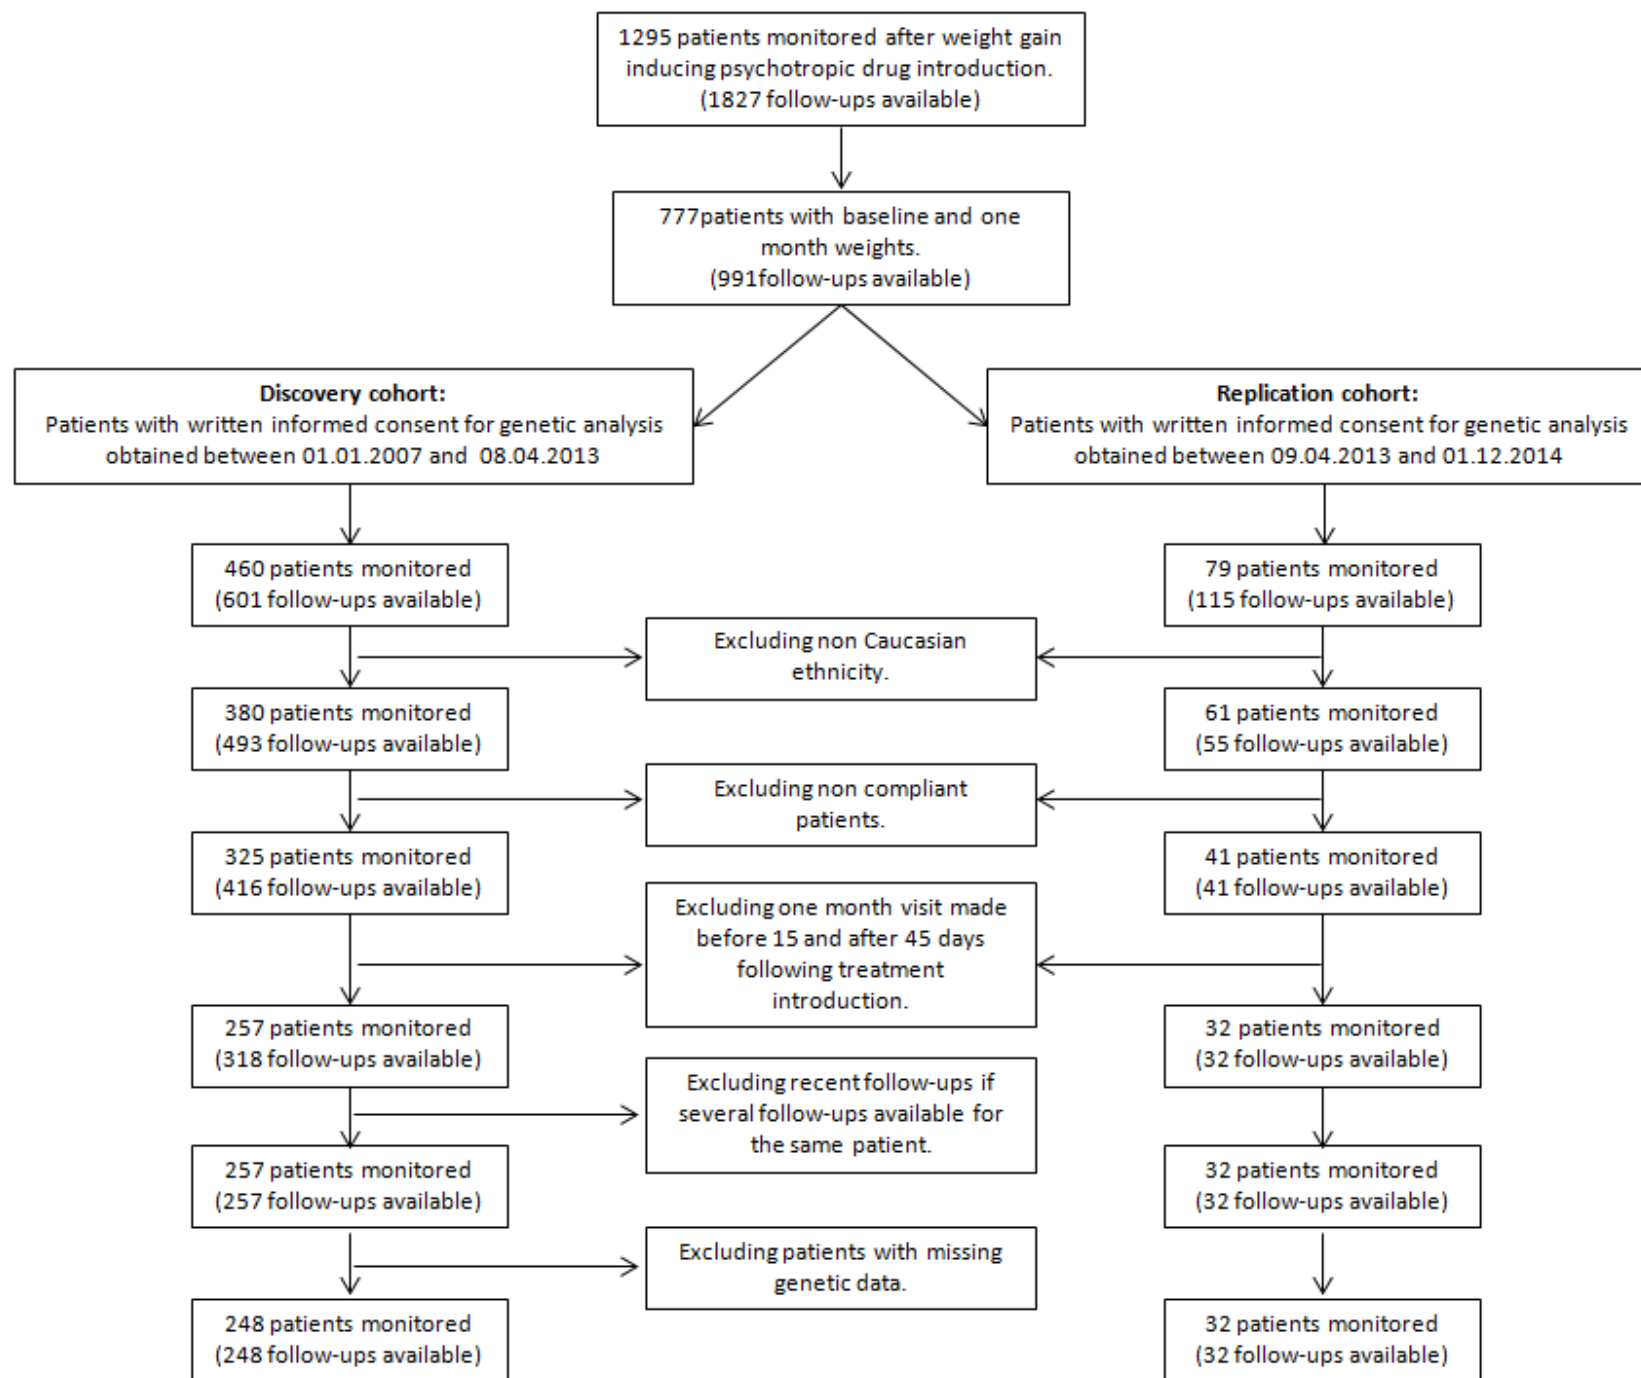 1295 patients monitored after weight gain
inducing psychotropic drug introduction.
(1827 follow-ups available)
777patients with baseline and one
month weights.
(991follow-ups available)
Discovery cohort:
Patients with written informed consent for genetic analysis
obtained between 01.01.2007 and 08.04.2013
Replication cohort:
Patients with written informed consent for genetic analysis
obtained between 09.04.2013 and 01.12.2014
460 patients monitored
(601 follow-ups available)
79 patients monitored
(115 follow-ups available)
Excluding non Caucasian
ethnicity.
380 patients monitored
(493 follow-ups available)
61 patients monitored
(55 follow-ups available)
Excluding non compliant
patients.
325 patients monitored
(416 follow-ups available)
41 patients monitored
(41 follow-ups available)
Excluding one month visit made
before 15 and after 45 days
following treatment
introduction.
257 patients monitored
(318 follow-ups available)
32 patients monitored
(32 follow-ups available)
Excluding recent follow-ups if
several follow-ups available for
the same patient.
257 patients monitored
(257 follow-ups available)
32 patients monitored
(32 follow-ups available)
Excluding patients with missing
genetic data.
248 patients monitored
(248 follow-ups available)
32 patients monitored
(32 follow-ups available)